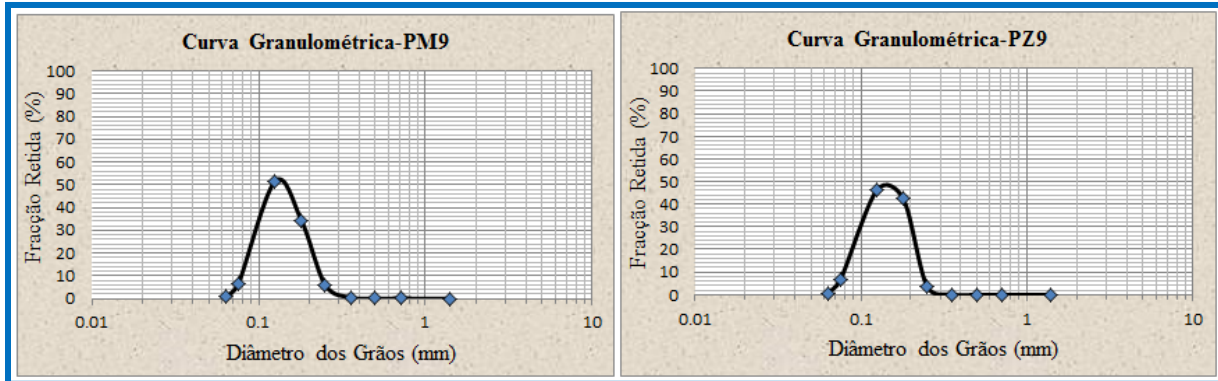 Curva Granulométrica-PM9
100
90
80
70
60
50
40
30
20
10
0
Fracção Retida (%)
0.01 0.1 1 10
Diâmetro dos Grãos (mm)
Curva Granulométrica-PZ9
100
90
80
70
60
50
40
30
20
10
0
Fracção Retida (%)
0.01 0.1 1 10
Diâmetro dos Grãos (mm)